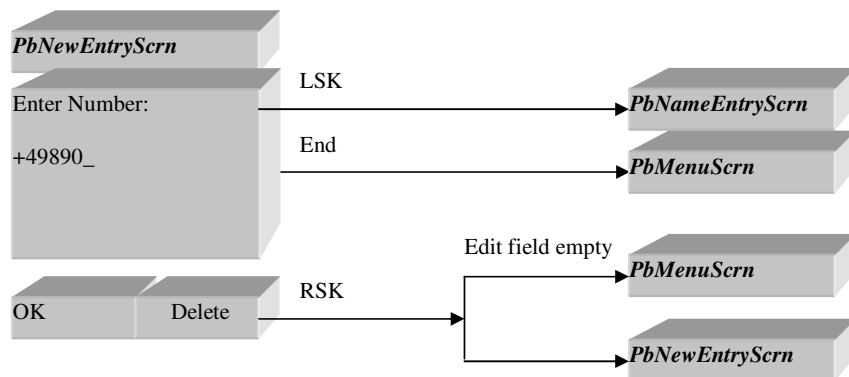 PbNewEntryScrn
Enter Number:
+49890_
LSK
PbNameEntryScrn
End
PbMenuScrn
OK
Delete
RSK
Edit field empty
PbMenuScrn
PbNewEntryScrn